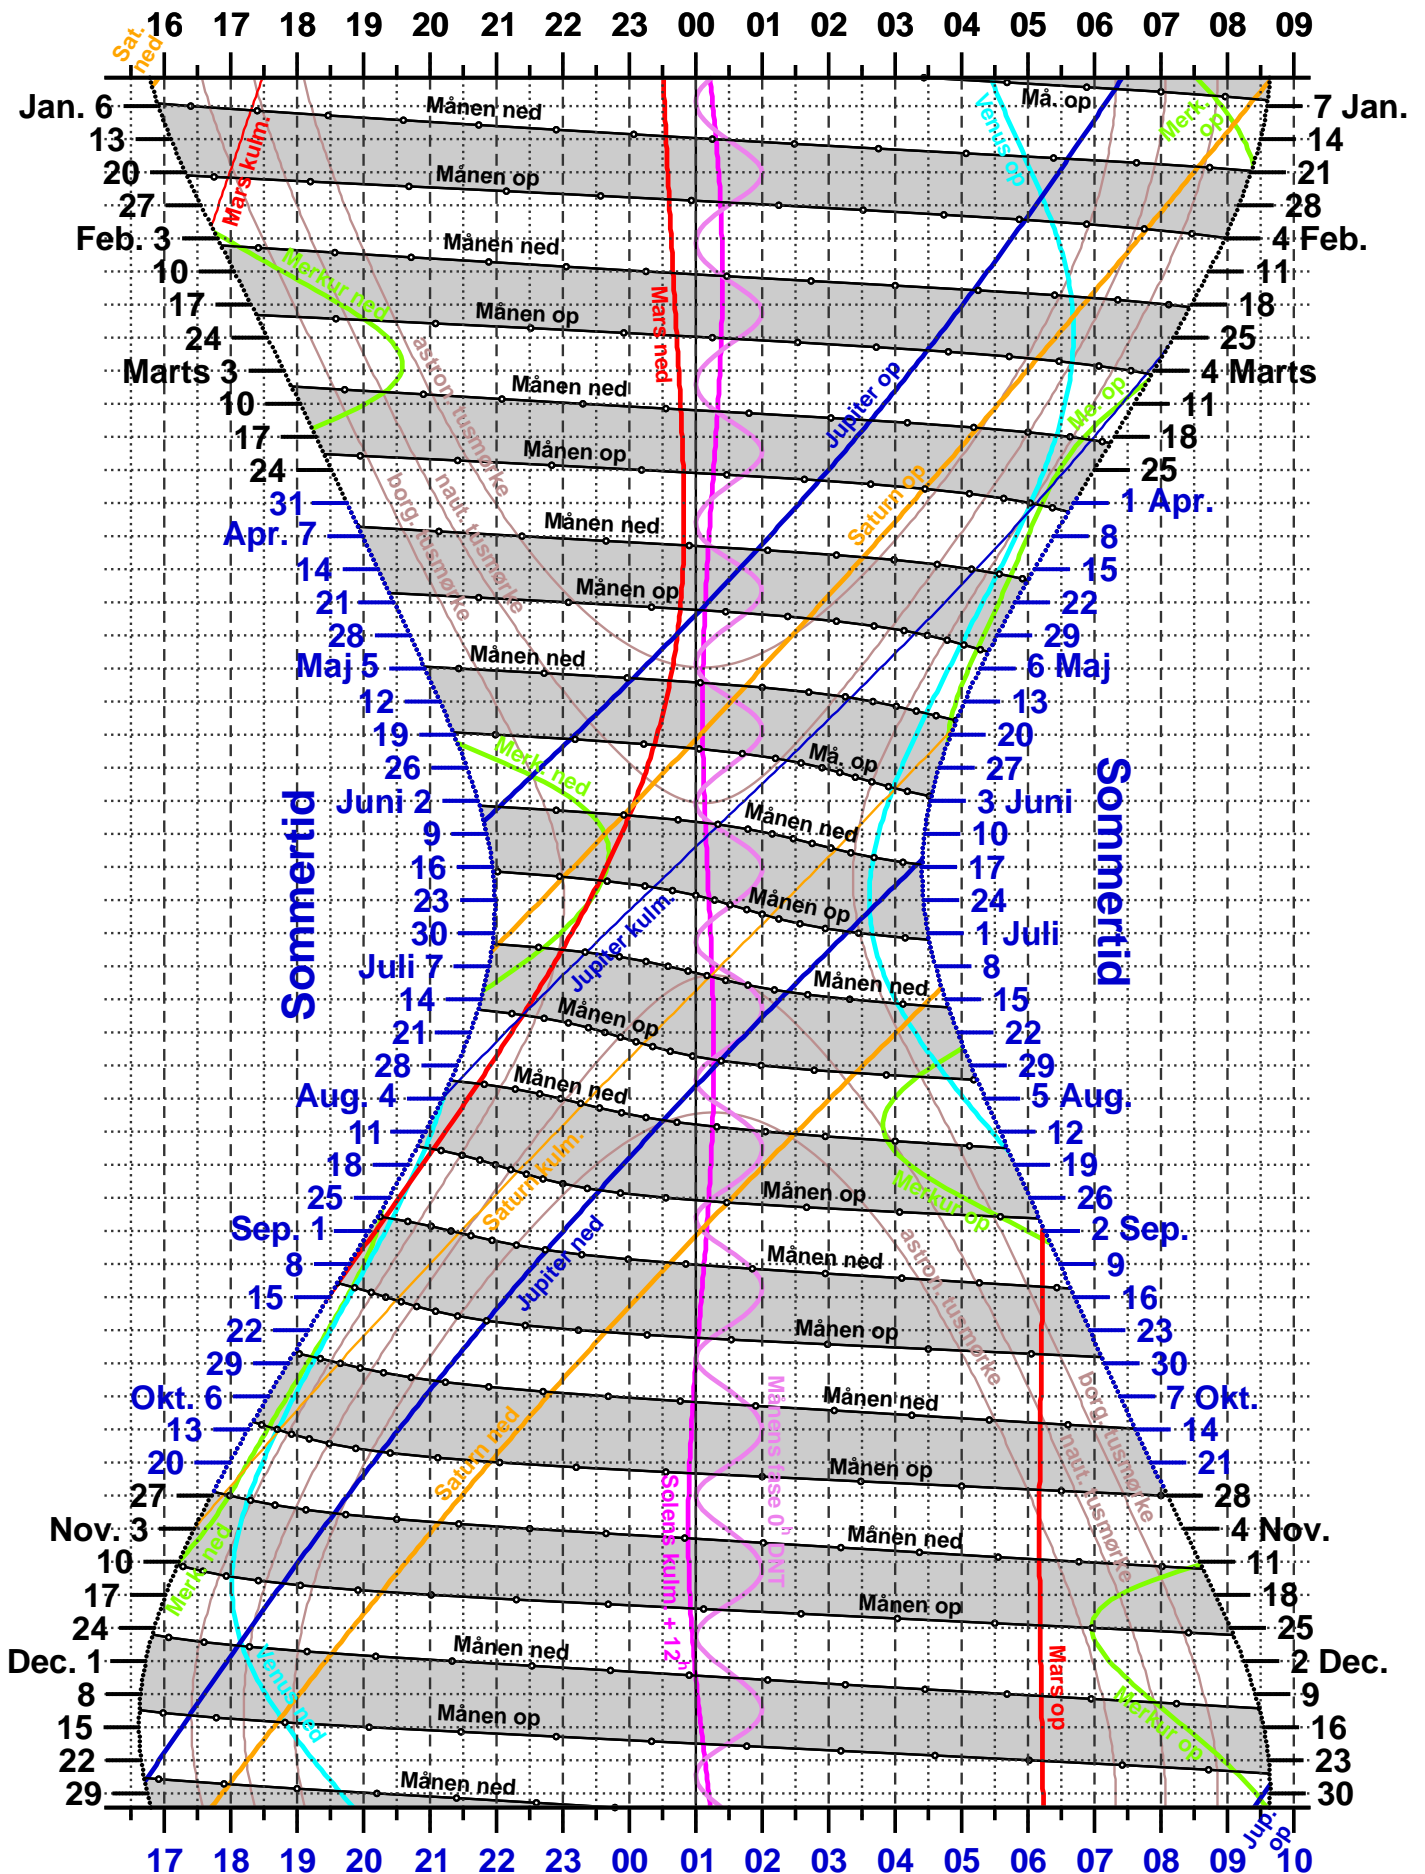 16 17 18 19 20 21 22 23 00 01 02 03 04 05 06 07 08 09
Sat. ned
Jan. 6
Månen ned
Må. op
Merk. op
7 Jan.
13
Mars kulm.
Venus op
14
20
Månen op
21
27
28
Feb. 3
Månen ned
4 Feb.
10
Merkur ned
11
17
Månen op
Mars ned
18
24
astron. tusmørke
25
Marts 3
Månen ned
Jupiter op
Me. op
4 Marts
10
11
17
Månen op
18
24
borg. tusmørke
naut. tusmørke
Saturn op
25
31
Månen ned
1 Apr.
Apr. 7
8
14
Månen op
15
21
22
28
29
Maj 5
Månen ned
6 Maj
12
13
19
Merk. ned
Må. op
20
26
27
Juni 2
Månen ned
3 Juni
Sommertid
Sommertid
9
10
16
17
23
Månen op
24
30
Jupiter kulm.
1 Juli
Juli 7
Månen ned
8
14
Månen op
15
21
22
28
Månen ned
29
Aug. 4
5 Aug.
11
Saturn kulm.
12
18
Månen op
Merkur op
19
25
26
Sep. 1
Jupiter ned
Månen ned
astron. tusmørke
2 Sep.
8
9
15
Månen op
16
22
23
29
Månens fase 0h DNT
borg. tusmørke
30
Okt. 6
Saturn ned
Månen ned
7 Okt.
13
naut. tusmørke
14
20
Solens kulm. + 12h
Månen op
21
27
28
Nov. 3
Merk. ned
Månen ned
4 Nov.
10
11
17
Månen op
18
24
Månen ned
25
Dec. 1
Venus ned
Mars op
2 Dec.
8
Månen op
Merkur op
9
15
16
22
Månen ned
23
29
30
Jup. op
17 18 19 20 21 22 23 00 01 02 03 04 05 06 07 08 09 10